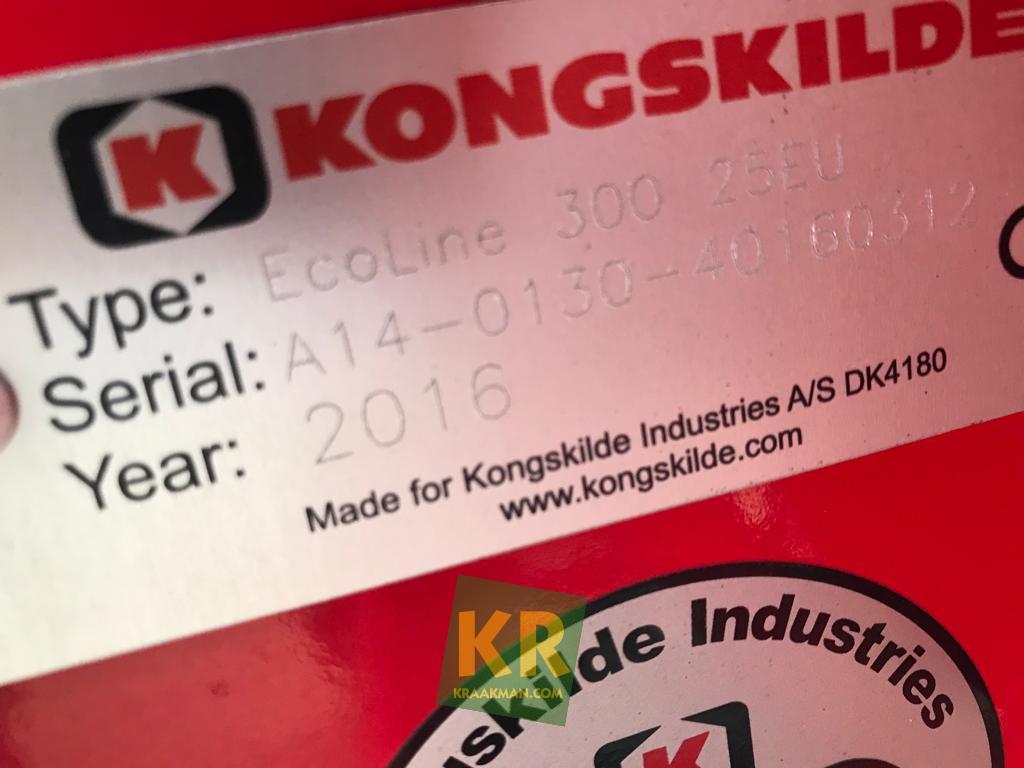 K KONGSKILDE
Type: EcoLine 300 25EU
Serial: A14-0130-40160312
Year: 2016
Made for Kongskilde Industries A/S DK4180
www.kongskilde.com
KR
KRAAKMAN.COM
gskilde Industries
K